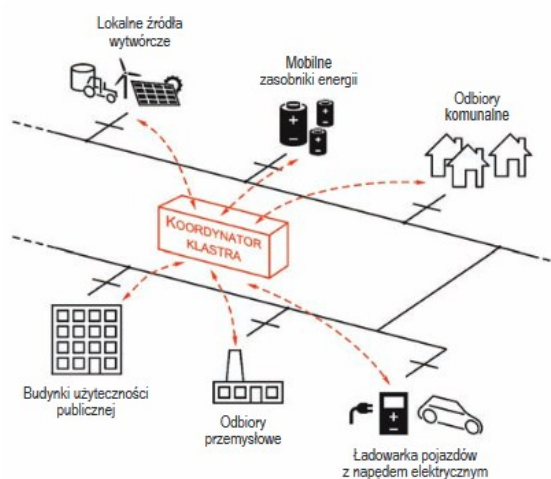 Lokalne źródła
wytwórcze
Mobilne
zasobniki energii
Odbiory
komunalne
KOORDYNATOR
KLASTRA
Budynki użyteczności
publicznej
Odbiory
przemysłowe
Ładowarka pojazdów
z napędem elektrycznym